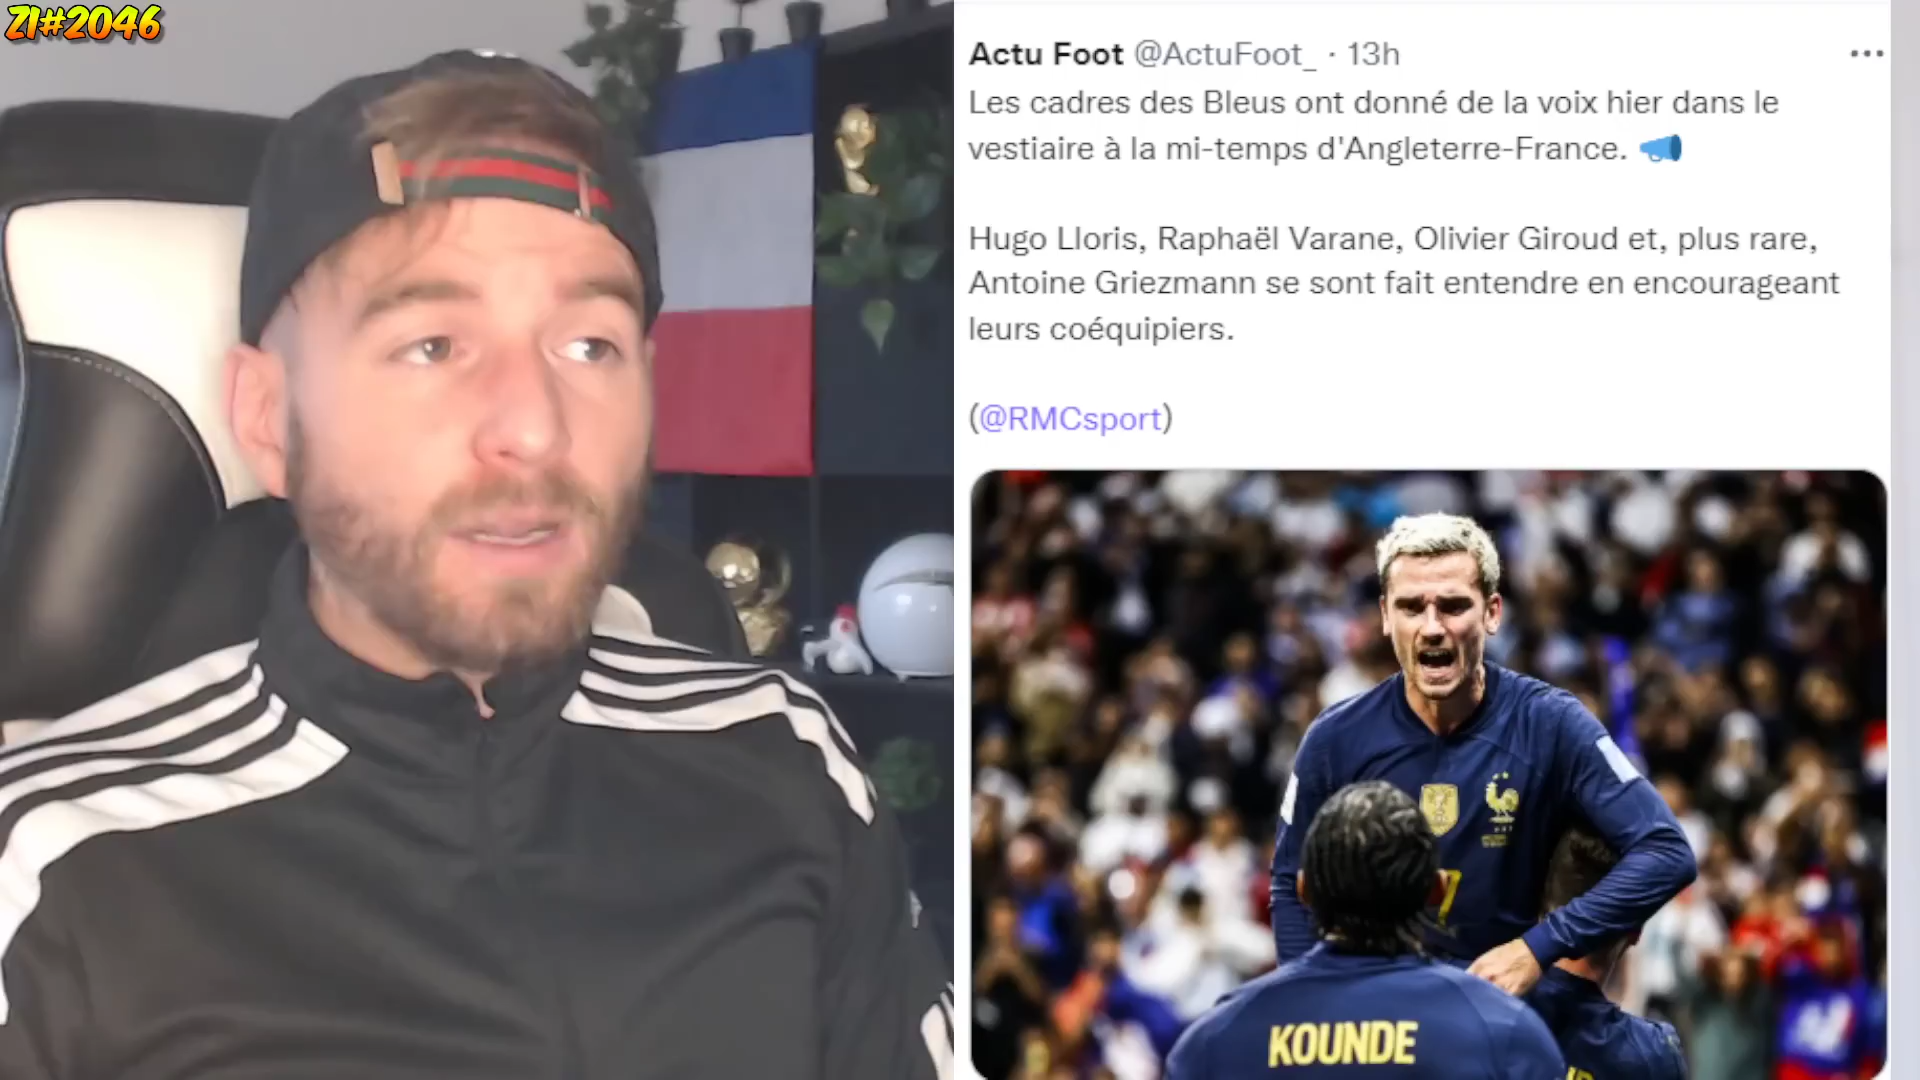 ZI#2046
Actu Foot @ActuFoot_ · 13h
Les cadres des Bleus ont donné de la voix hier dans le
vestiaire à la mi-temps d'Angleterre-France.
Hugo Lloris, Raphaël Varane, Olivier Giroud et, plus rare,
Antoine Griezmann se sont fait entendre en encourageant
leurs coéquipiers.
(@RMCsport)
7
KOUNDE